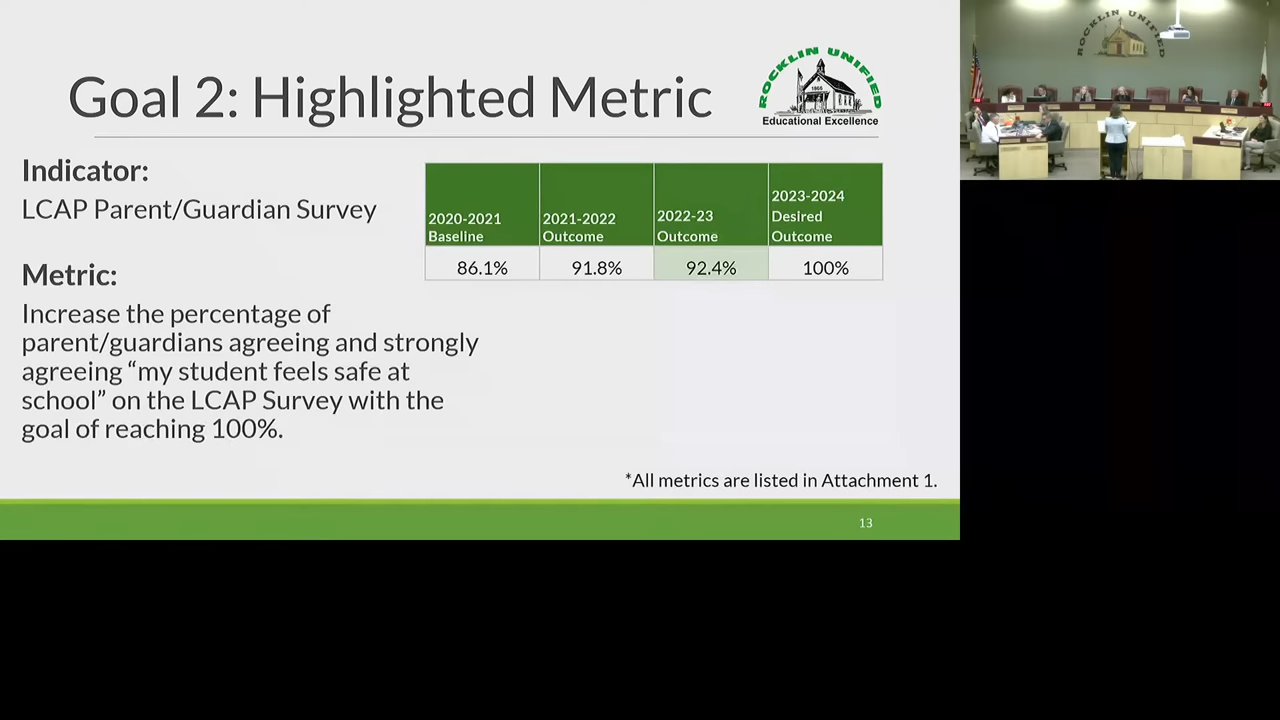 Goal 2: Highlighted Metric
ROCKLIN UNIFIED
1866
Educational Excellence
Indicator:
LCAP Parent/Guardian Survey
Metric:
Increase the percentage of
parent/guardians agreeing and strongly
agreeing “my student feels safe at
school” on the LCAP Survey with the
goal of reaching 100%.
2020-2021 Baseline
2021-2022 Outcome
2022-23 Outcome
2023-2024 Desired Outcome
86.1% 91.8% 92.4% 100%
*All metrics are listed in Attachment 1.
13
ROCKLIN UNIFIED